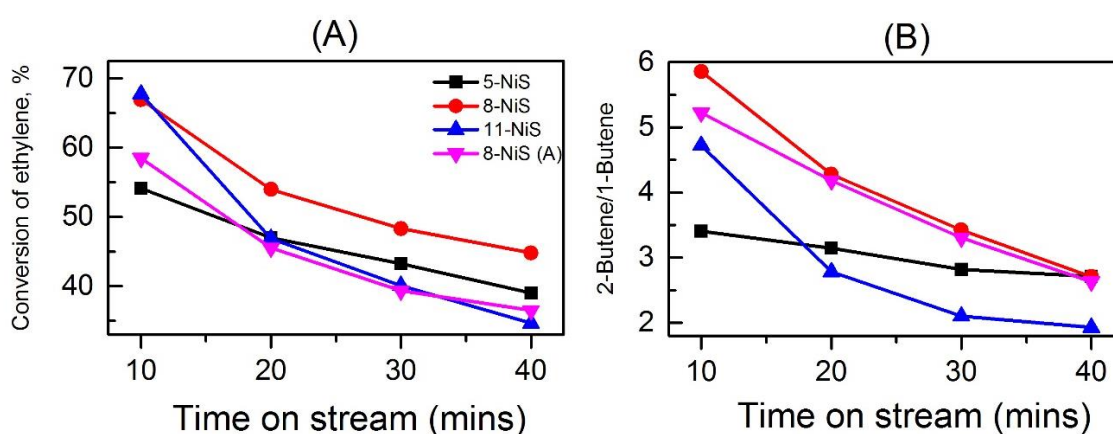 (A)
Conversion of ethylene, %
70
60
50
40
10 20 30 40
Time on stream (mins)
5-NiS
8-NiS
11-NiS
8-NiS (A)
(B)
2-Butene/1-Butene
6
5
4
3
2
10 20 30 40
Time on stream (mins)